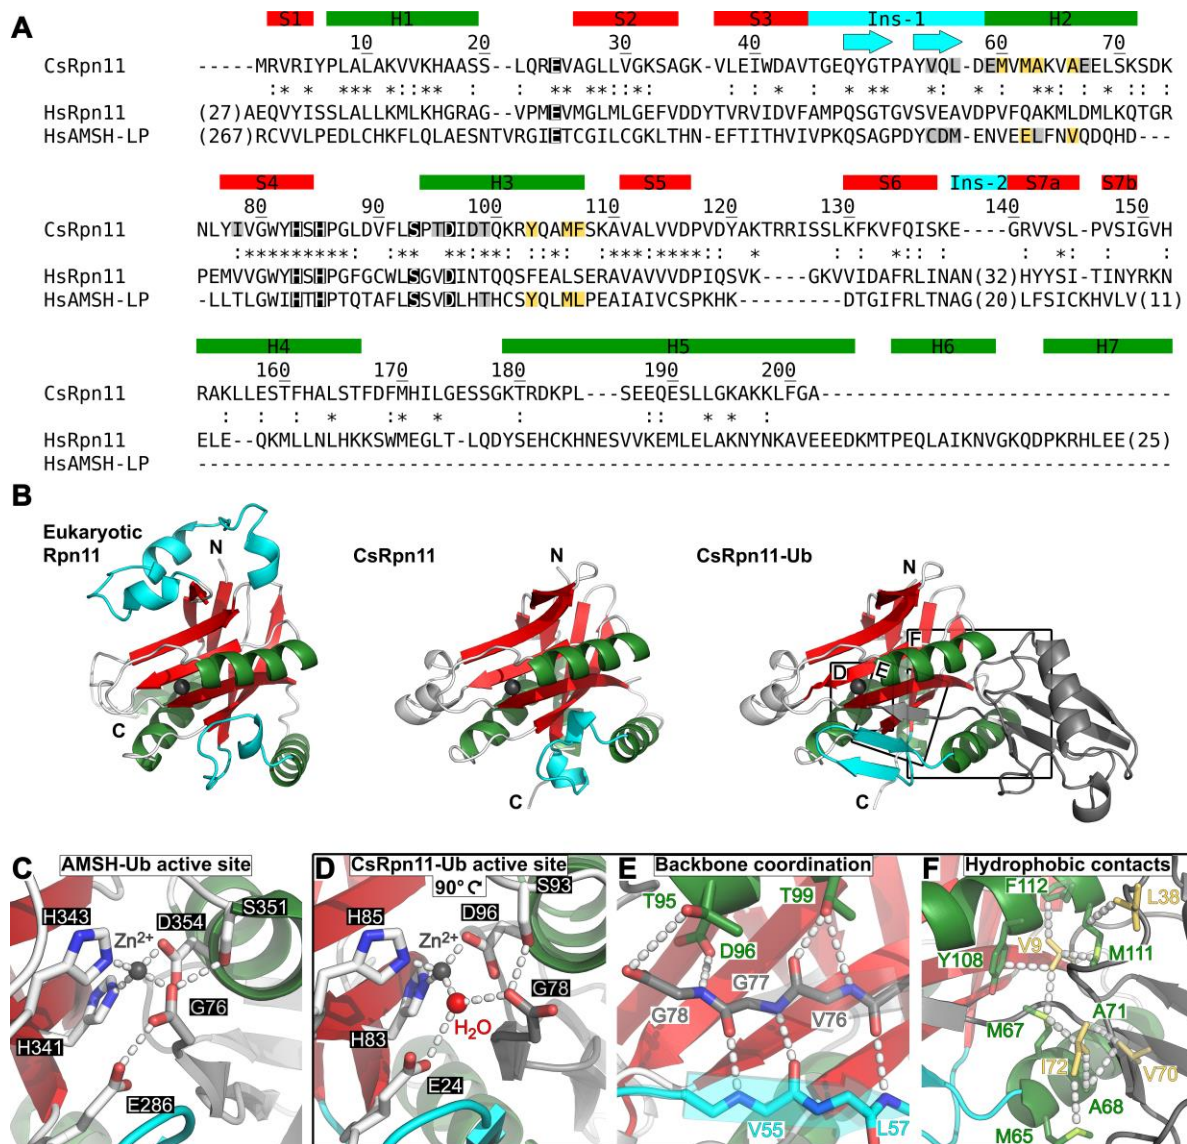 A
S1 H1 S2 S3 Ins-1 H2
10 20 30 40 50 60 70
CsRpn11 -----MRVRIYPLALAKVVKHAASS--LQREVAGLLVGKSAGK-VLEIWDAVTGEQYGTPAYVQL-DEMVMAKVAEELSKSDK
HsRpn11 (27)AEQVYISSLALLKMLKHGRAG-VPMEVMGLMLGEFVDDYTVRVIDVFAMPQSGTGVSVEAVDPVFQAKMLDMLKQTGR
HsAMSH-LP (267)RCVVLPEDLCHKFLQLAESNTVRGIETCGILCGKLTHN-EFTITHVIVPKQSAGPDYCDM-ENVEELFNVQDQHD---
S4 H3 S5 S6 Ins-2 S7a S7b
80 90 100 110 120 130 140 150
CsRpn11 NLYIVGWYHSHPGLDVFLSPTDIDTQKRYQAMFSKAVALVVDPVDYAKTRRISSLKFKVFQISKE---GRVVSL-PVSIGVH
HsRpn11 PEMVVGWYHSHPGFGCWLSGVDINTQQSFEALSERAVAVVVDPIQSVK----GKVVIDAFRLINAN(32)HYYSI-TINYRKN
HsAMSH-LP -LLTLGWIHTHPTQTAFLSSVDLHTHCSYQLMLPEAIAIVCSPKHK---------DTGIFRLTNAG(20)LFSICKHVLV(11)
H4 H5 H6 H7
160 170 180 190 200
CsRpn11 RAKLLESTFHALSTFDFMHILGESSGKTRDKPL---SEEQESLLGKAKKLFGA
HsRpn11 ELE--QKMLLNLHKKSWMEGLT-LQDYSEHCKHNESVVKEMLELAKNYNKAVEEEDKMTPEQLAIKNVGKQDPKRHLEE(25)
HsAMSH-LP
B
Eukaryotic
Rpn11
N
C
CsRpn11
N
C
CsRpn11-Ub
N
F
D
E
C
C
AMSH-Ub active site
H343
D354
S351
Zn2+
G76
H341
E286
D
CsRpn11-Ub active site
90°
S93
H85
D96
Zn2+
G78
H2O
H83
E24
E
Backbone coordination
T95
T99
D96
G77
G78
V76
V55
L57
F
Hydrophobic contacts
F112
L38
V9
Y108
M111
M67
A71
I72
V70
A68
M65